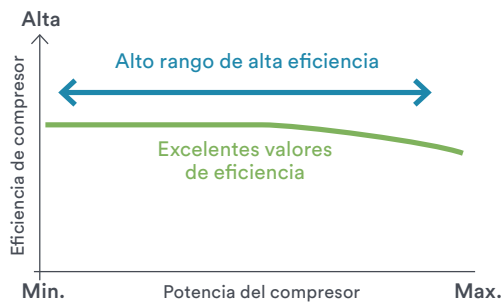 Alta
Eficiencia de compresor
Alto rango de alta eficiencia
Excelentes valores
de eficiencia
Min.
Potencia del compresor
Max.